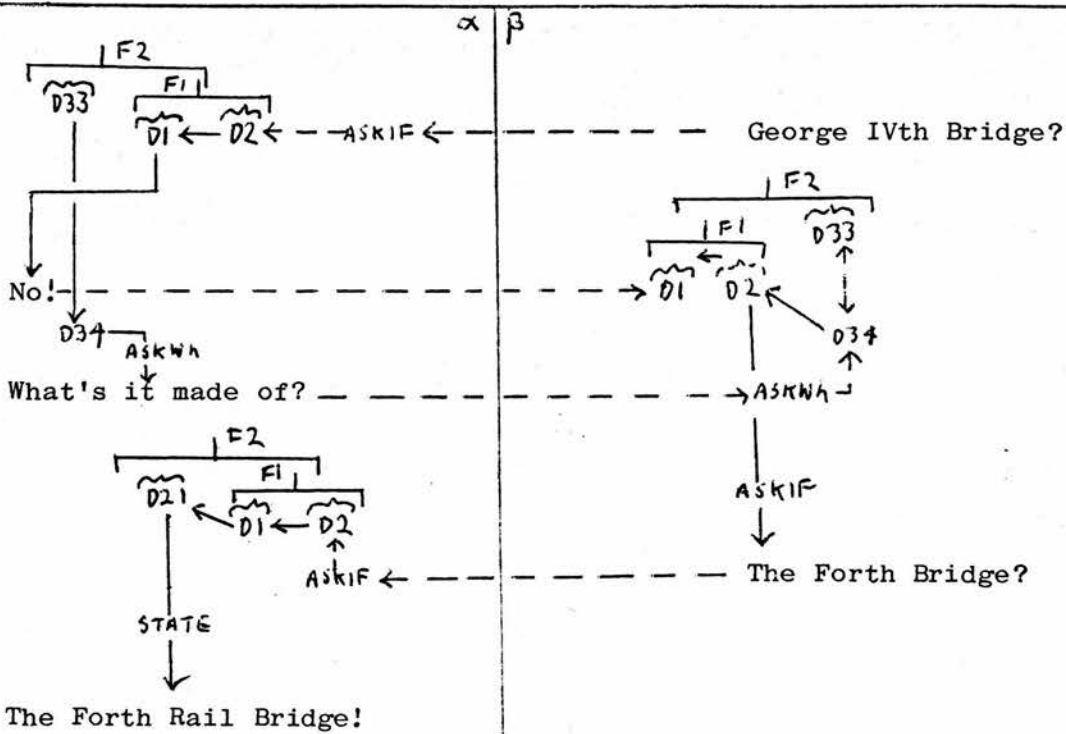 α β
F2
F1
D33
D1 D2 ASKIF George IVth Bridge?
F2
D33
F1
No! D1 D2
D34 D34
ASKWh
What's it made of? ASKWh
F2
F1
D21 ASKIF
D1 D2
ASKIF The Forth Bridge?
STATE
The Forth Rail Bridge!